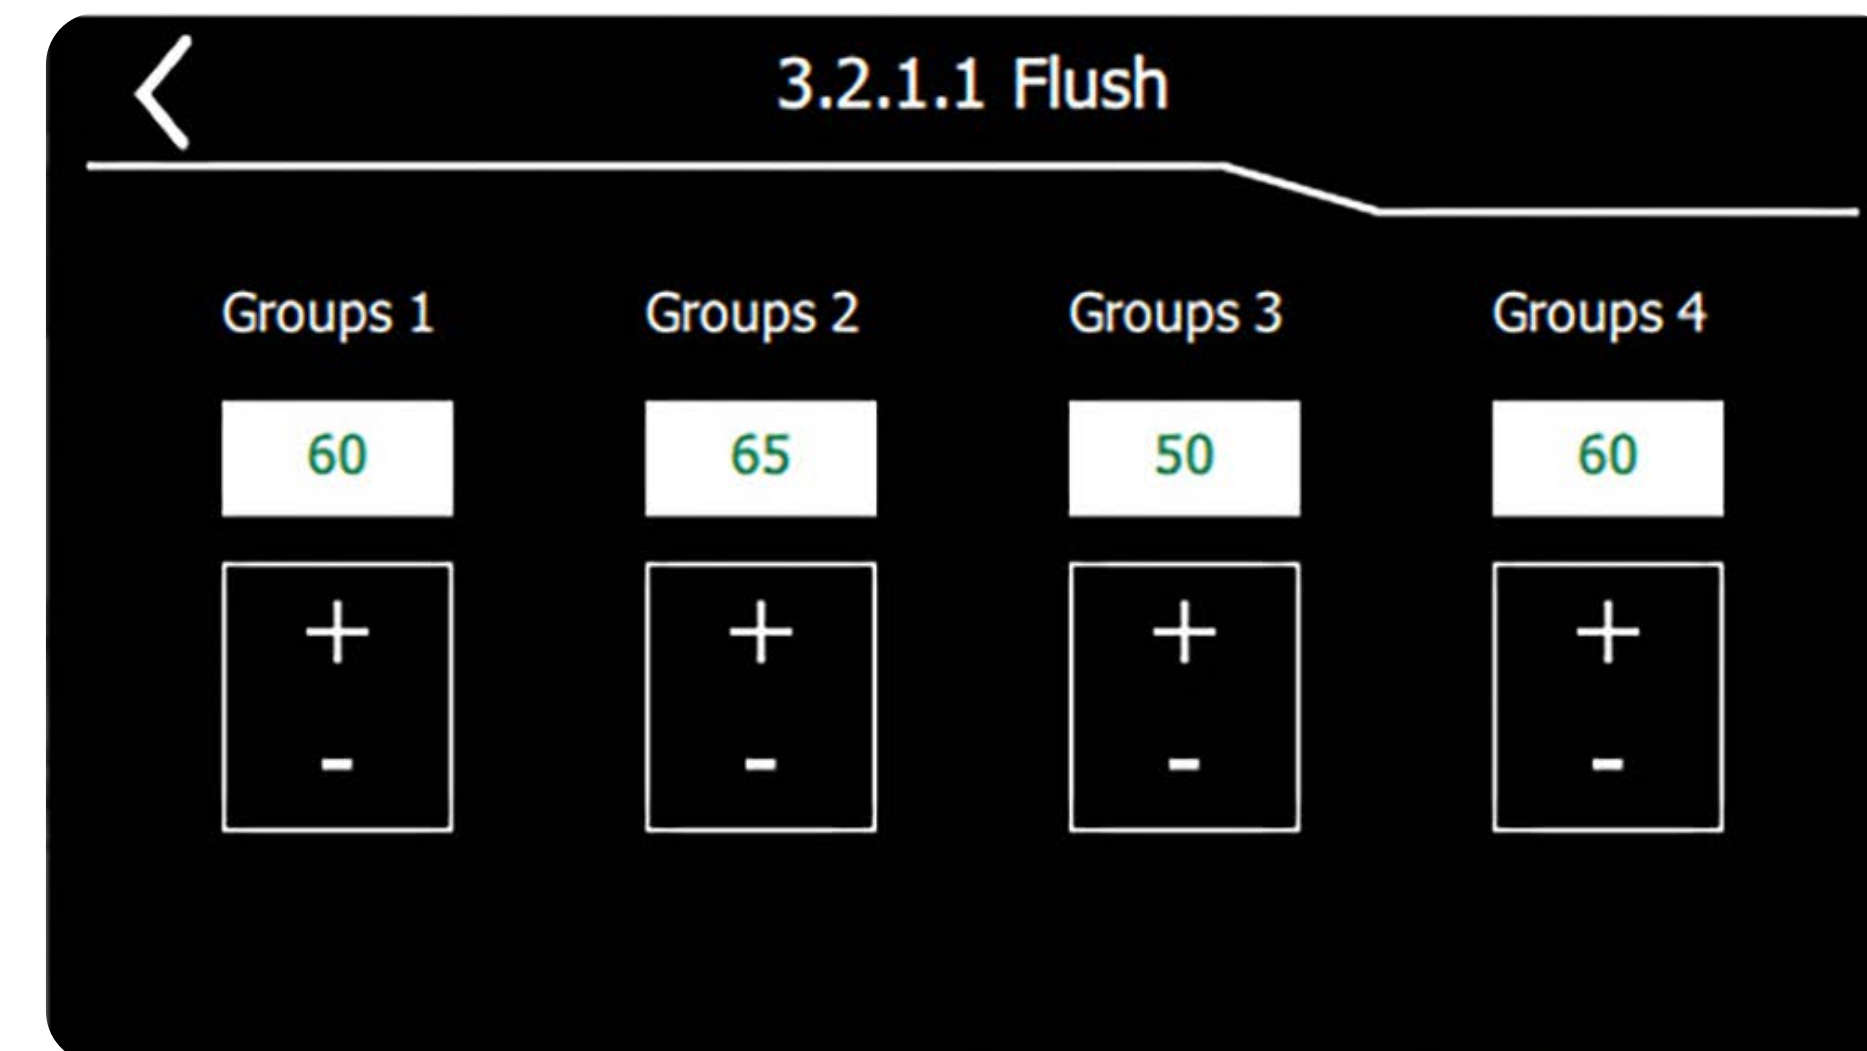 3.2.1.1 Flush
Groups 1 Groups 2 Groups 3 Groups 4
60 65 50 60
+ + + +
- - - -